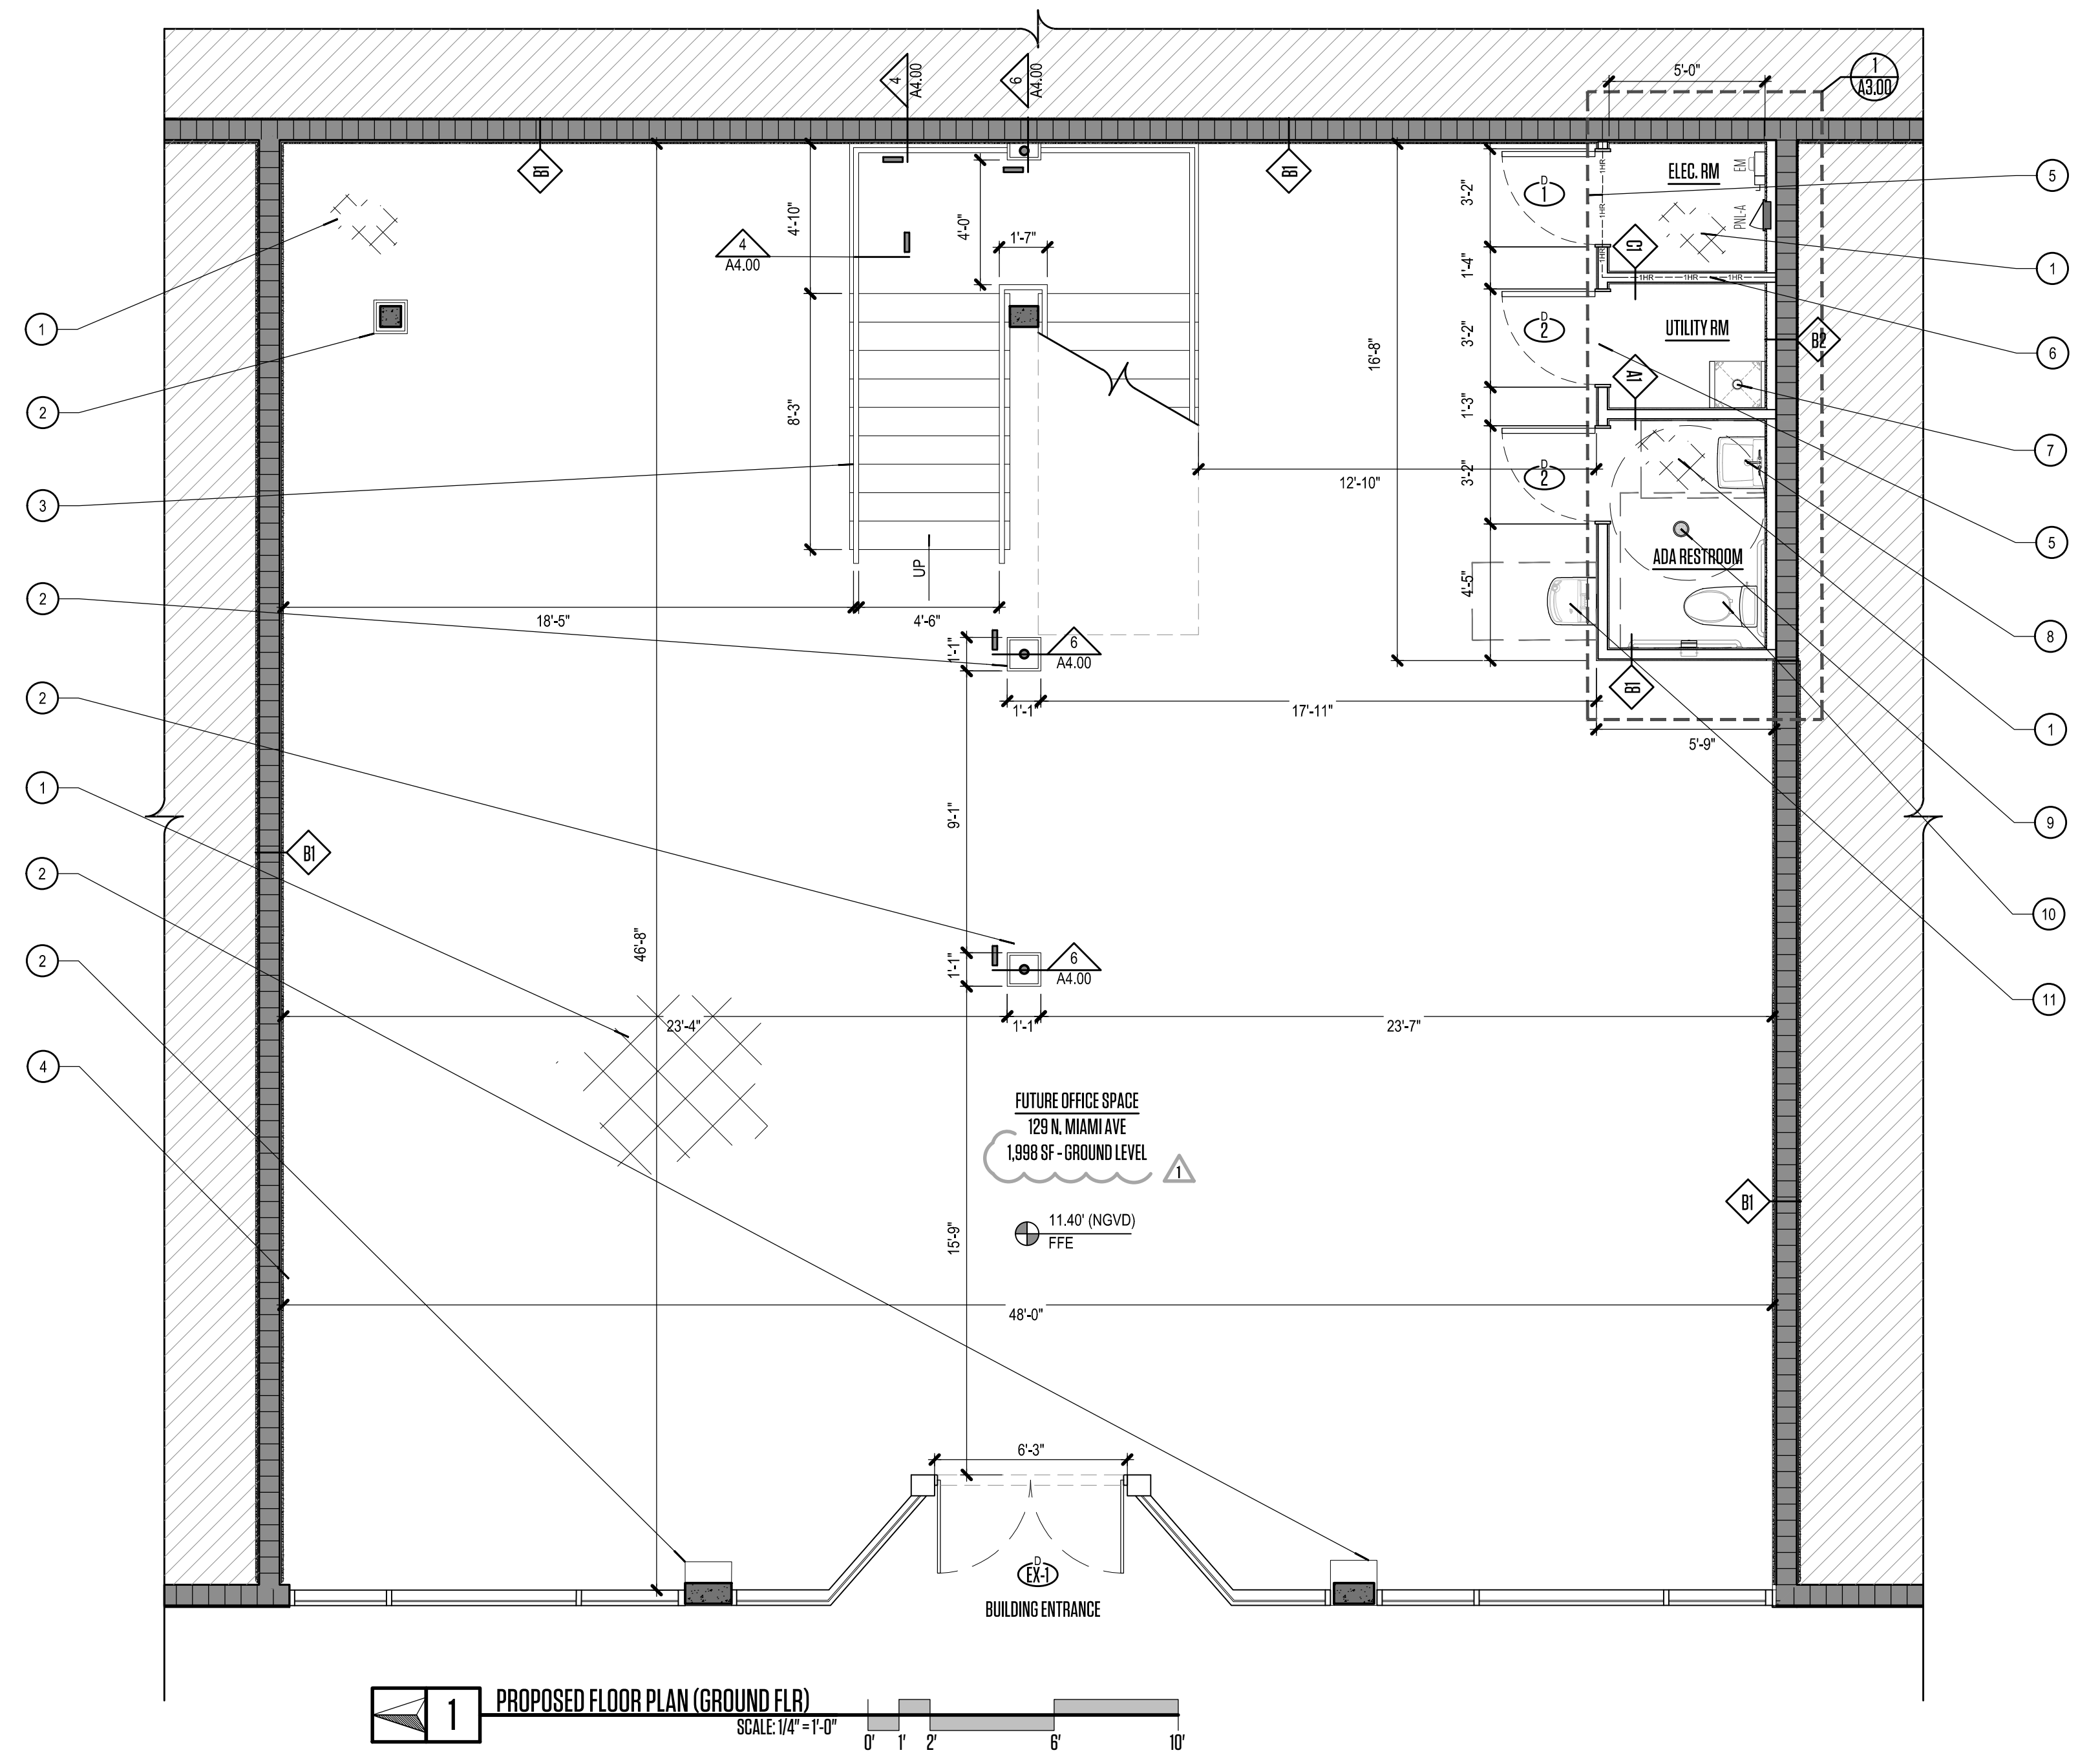 4
A4.00
6
A4.00
5'-0"
1
A3.00
B1
B1
ELEC. RM
EM
PNL-A
1HR
1HR
1HR
1HR
1HR
1HR
D
1
3'-2"
C1
5
1
4'-10"
4'-0"
1'-7"
4
A4.00
1'-4"
1
2
3'-2"
D
2
UTILITY RM
B2
6
16'-8"
A1
8'-3"
1'-3"
7
3
12'-10"
3'-2"
D
2
5
UP
ADA RESTROOM
4'-5"
2
18'-5"
4'-6"
8
1'-1"
6
A4.00
2
1'-1"
17'-11"
B1
5'-9"
1
1
9'-1"
9
B1
2
46'-8"
10
2
1'-1"
6
A4.00
11
23'-4"
1'-1"
23'-7"
4
FUTURE OFFICE SPACE
129 N. MIAMI AVE
1,998 SF - GROUND LEVEL
1
B1
11.40' (NGVD)
FFE
15'-9"
48'-0"
6'-3"
D
EX-1
BUILDING ENTRANCE
1
PROPOSED FLOOR PLAN (GROUND FLR)
SCALE: 1/4" = 1'-0"
0' 1' 2' 6' 10'